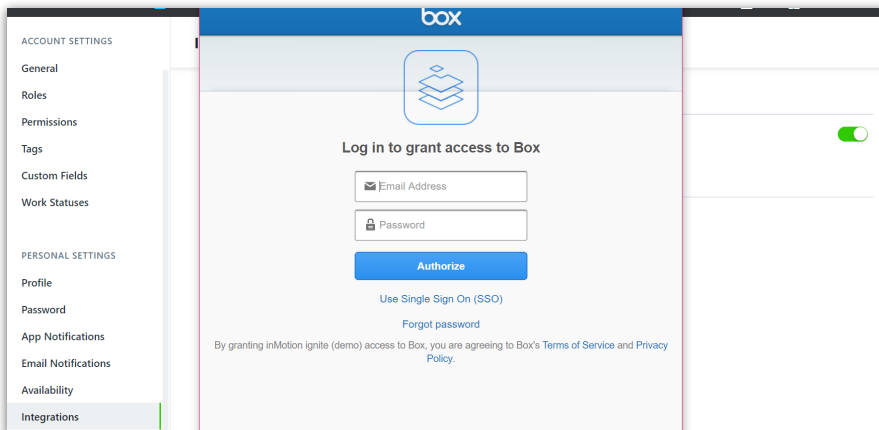 box
ACCOUNT SETTINGS
General
Roles
Permissions
Tags
Custom Fields
Work Statuses
PERSONAL SETTINGS
Profile
Password
App Notifications
Email Notifications
Availability
Integrations
Log in to grant access to Box
Email Address
Password
Authorize
Use Single Sign On (SSO)
Forgot password
By granting inMotion ignite (demo) access to Box, you are agreeing to Box's Terms of Service and Privacy
Policy.